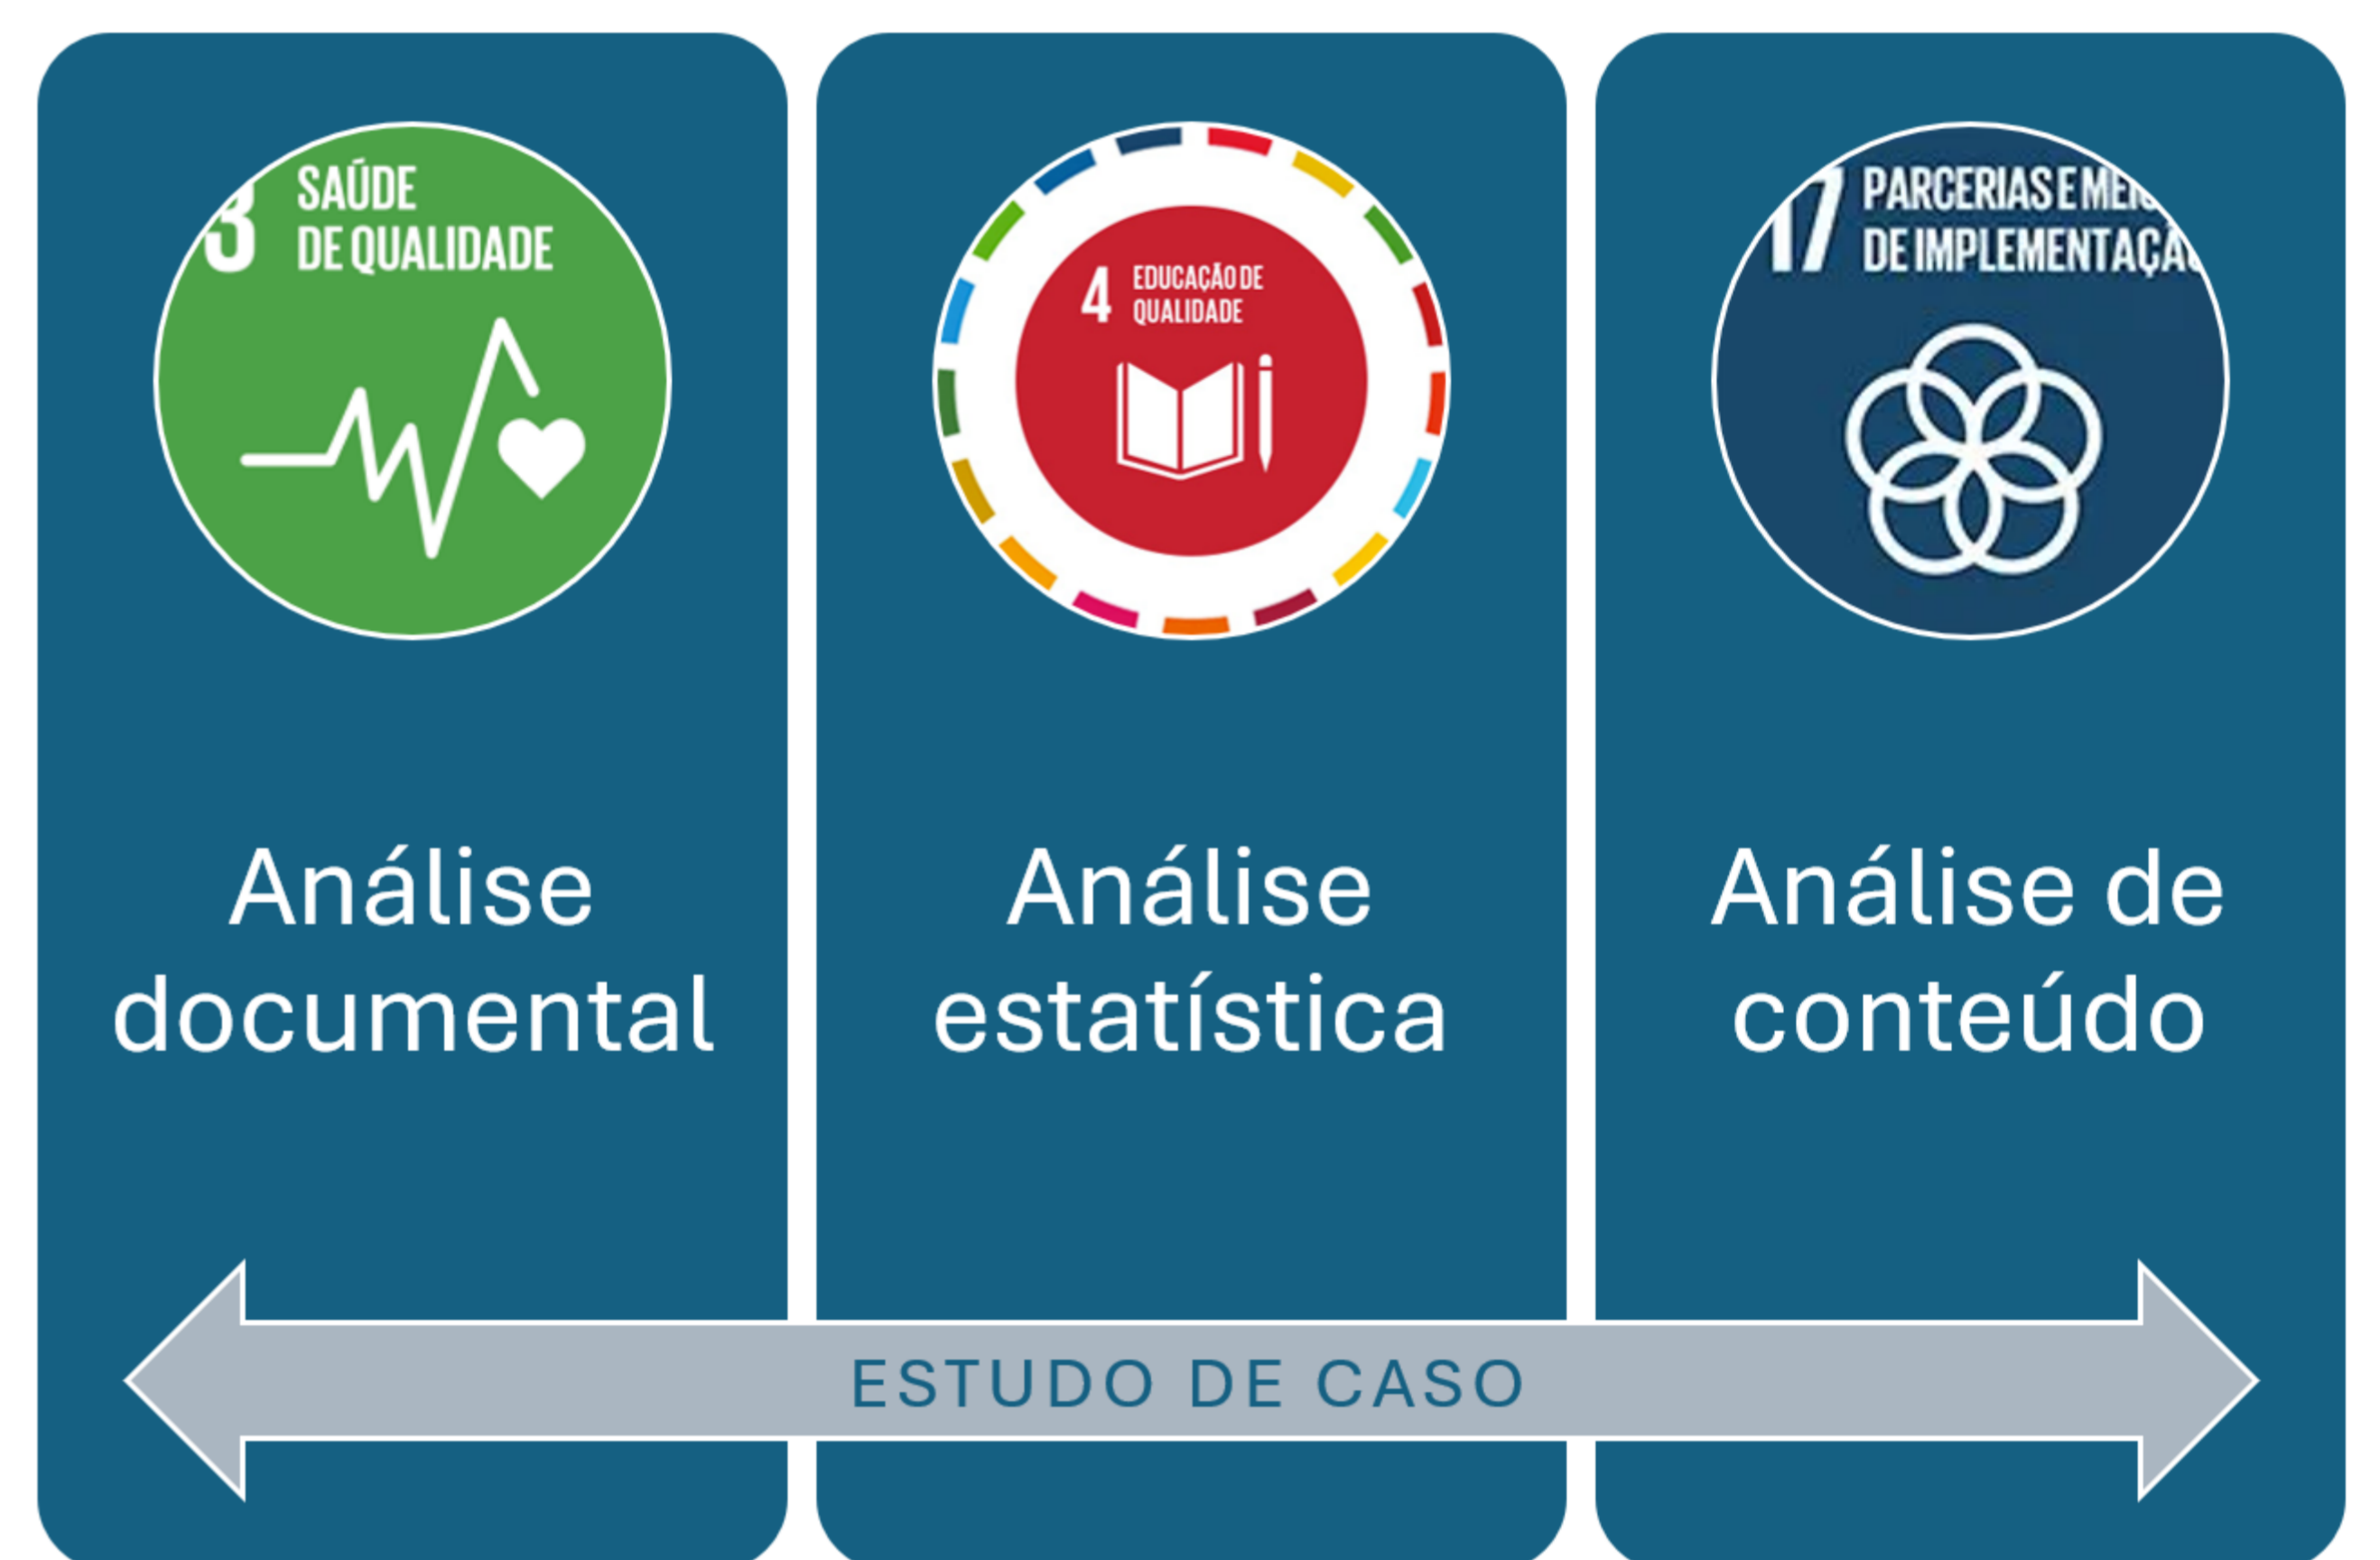 3 SAÚDE
DE QUALIDADE
Análise
documental
4 EDUCAÇÃO DE
QUALIDADE
Análise
estatística
17 PARCERIAS E
DE
Análise de
conteúdo
ESTUDO DE CASO